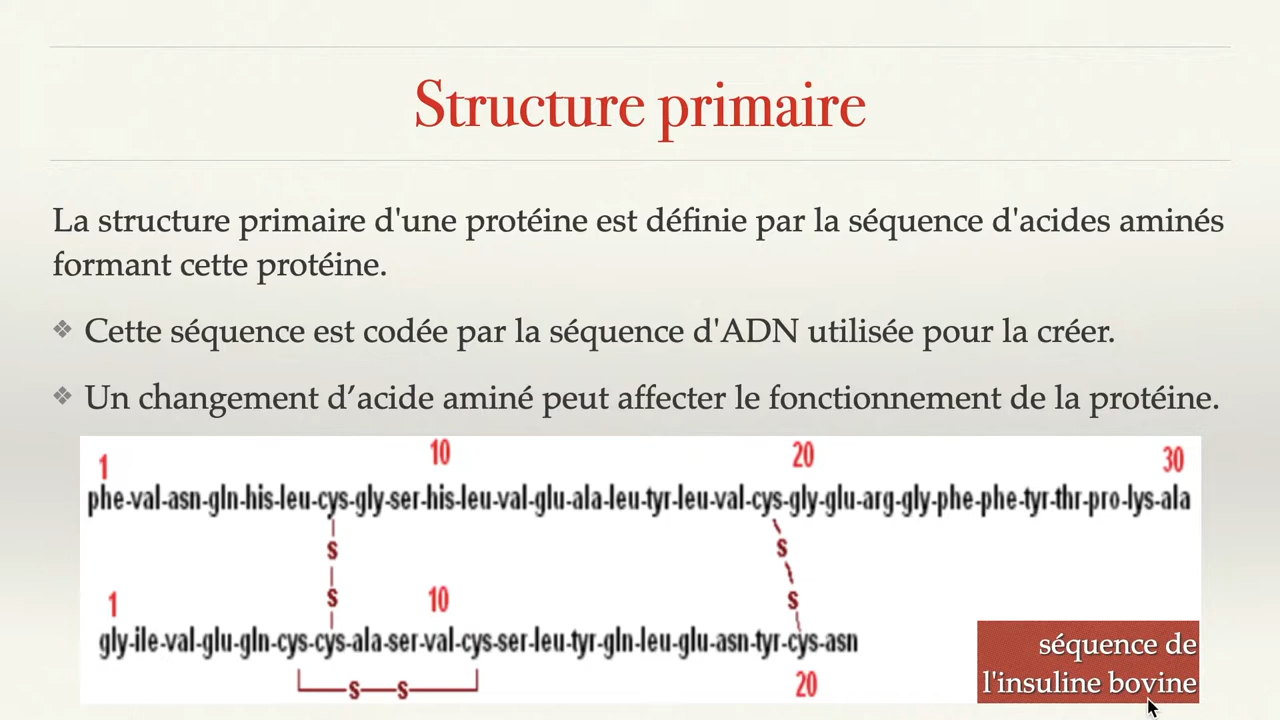 Structure primaire
La structure primaire d'une protéine est définie par la séquence d'acides aminés
formant cette protéine.
❖ Cette séquence est codée par la séquence d'ADN utilisée pour la créer.
❖ Un changement d’acide aminé peut affecter le fonctionnement de la protéine.
1 10 20 30
phe-val-asn-gln-his-leu-cys-gly-ser-his-leu-val-glu-ala-leu-tyr-leu-val-cys-gly-glu-arg-gly-phe-phe-tyr-thr-pro-lys-ala
s s
s s
1 10
gly-ile-val-glu-gln-cys-cys-ala-ser-val-cys-ser-leu-tyr-gln-leu-glu-asn-tyr-cys-asn
s s 20
séquence de
l'insuline bovine